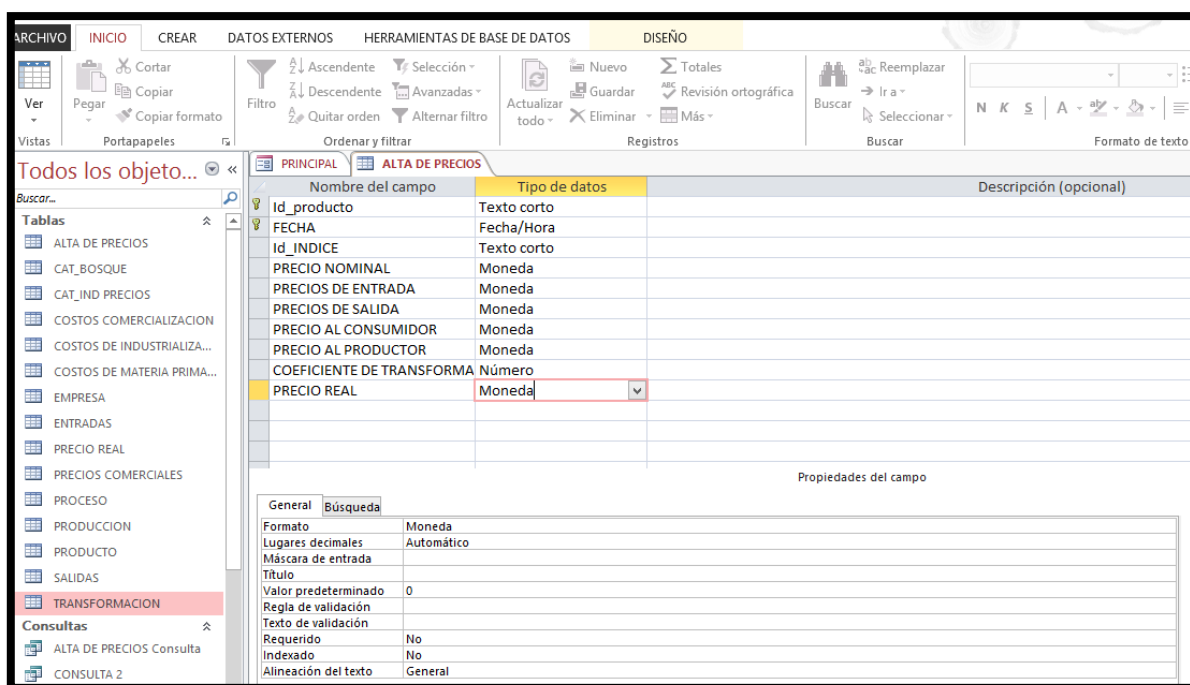 ARCHIVO INICIO CREAR DATOS EXTERNOS HERRAMIENTAS DE BASE DE DATOS DISEÑO
Ver
Vistas
Pegar
Cortar
Copiar
Copiar formato
Portapapeles
Filtro
Ascendente
Descendente
Quitar orden
Selección
Avanzadas
Alternar filtro
Ordenar y filtrar
Actualizar
todo
Nuevo
Guardar
Eliminar
Totales
Revisión ortográfica
Más
Registros
Buscar
Reemplazar
Ir a
Seleccionar
Buscar
N K S A
Formato de texto
Todos los objeto...
Buscar...
Tablas
ALTA DE PRECIOS
CAT_BOSQUE
CAT_IND PRECIOS
COSTOS COMERCIALIZACION
COSTOS DE INDUSTRIALIZA...
COSTOS DE MATERIA PRIMA...
EMPRESA
ENTRADAS
PRECIO REAL
PRECIOS COMERCIALES
PROCESO
PRODUCCION
PRODUCTO
SALIDAS
TRANSFORMACION
Consultas
ALTA DE PRECIOS Consulta
CONSULTA 2
PRINCIPAL ALTA DE PRECIOS
Nombre del campo Tipo de datos Descripción (opcional)
Id_producto Texto corto
FECHA Fecha/Hora
Id_INDICE Texto corto
PRECIO NOMINAL Moneda
PRECIOS DE ENTRADA Moneda
PRECIOS DE SALIDA Moneda
PRECIO AL CONSUMIDOR Moneda
PRECIO AL PRODUCTOR Moneda
COEFICIENTE DE TRANSFORMA Número
PRECIO REAL Moneda
Propiedades del campo
General Búsqueda
Formato Moneda
Lugares decimales Automático
Máscara de entrada
Título
Valor predeterminado 0
Regla de validación
Texto de validación
Requerido No
Indexado No
Alineación del texto General